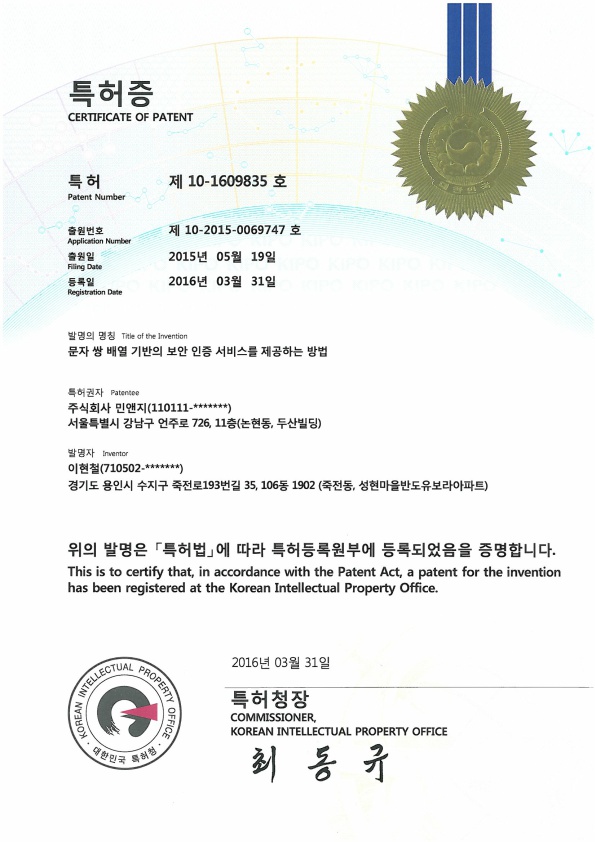 특허증
CERTIFICATE OF PATENT
특허 제 10-1609835 호
Patent Number
출원번호 제 10-2015-0069747 호
Application Number
출원일 2015년 05월 19일
Filing Date
등록일 2016년 03월 31일
Registration Date
발명의 명칭 Title of the Invention
문자 쌍 배열 기반의 보안 인증 서비스를 제공하는 방법
특허권자 Patentee
주식회사 민앤지(110111-*******)
서울특별시 강남구 언주로 726, 11층(논현동, 두산빌딩)
발명자 Inventor
이현철(710502-*******)
경기도 용인시 수지구 죽전로193번길 35, 106동 1902 (죽전동, 성현마을반도유보라아파트)
위의 발명은 「특허법」에 따라 특허등록원부에 등록되었음을 증명합니다.
This is to certify that, in accordance with the Patent Act, a patent for the invention
has been registered at the Korean Intellectual Property Office.
2016년 03월 31일
특허청장
COMMISSIONER,
KOREAN INTELLECTUAL PROPERTY OFFICE
최동규
KOREAN INTELLECTUAL PROPERTY OFFICE
대한민국 특허청
대한민국